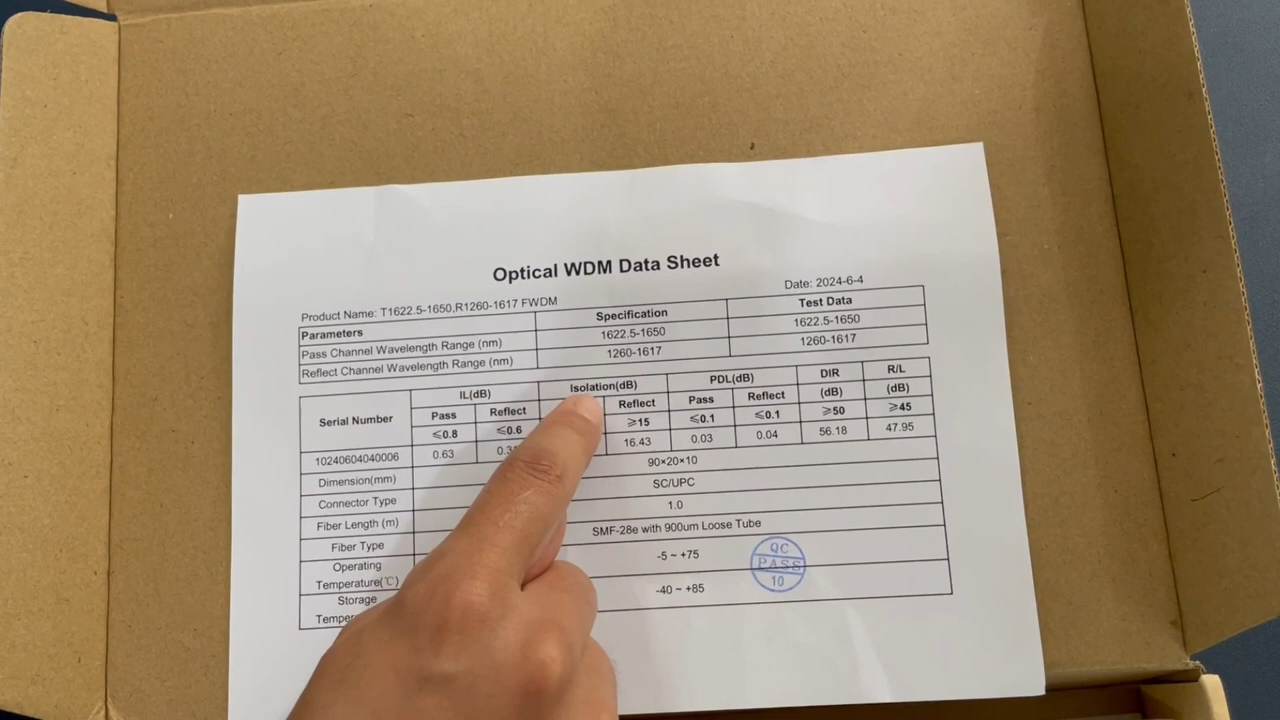 Optical WDM Data Sheet
Product Name: T1622.5-1650,R1260-1617 FWDM Date: 2024-6-4
Parameters Specification Test Data
Pass Channel Wavelength Range (nm) 1622.5-1650 1622.5-1650
Reflect Channel Wavelength Range (nm) 1260-1617 1260-1617
Serial Number IL(dB) Isolation(dB) PDL(dB) DIR (dB) R/L (dB)
Pass Reflect Reflect Pass Reflect
≤0.8 ≤0.6 ≥15 ≤0.1 ≤0.1 ≥50 ≥45
10240604040006 0.63 16.43 0.03 0.04 56.18 47.95
Dimension(mm) 90×20×10
Connector Type SC/UPC
Fiber Length (m) 1.0
Fiber Type SMF-28e with 900um Loose Tube
Operating
Temperature(℃) -5 ~ +75
Storage
-40 ~ +85
QC
PASS
10